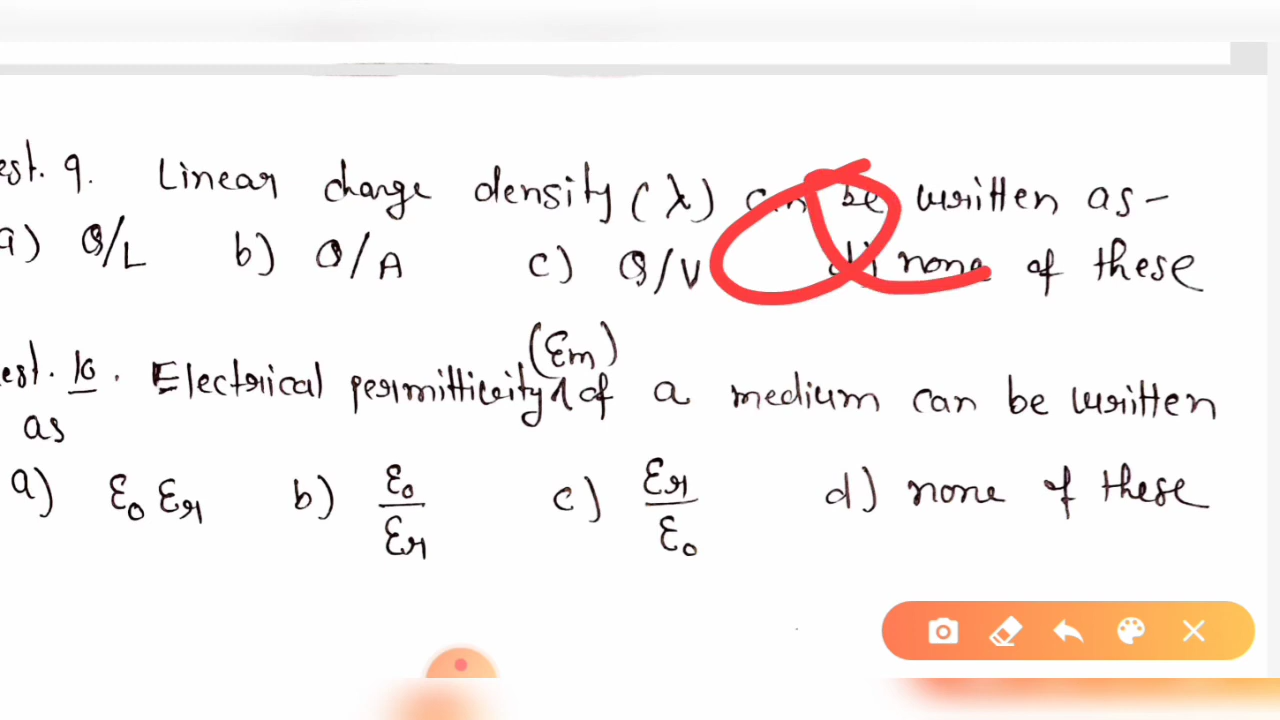 est. 9. Linear charge density (λ) can be written as -
a) Q/L b) Q/A c) Q/V d) none of these
(εm)
est. 10. Electrical permitticity ∧ of a medium can be written
as
a) ε₀ εr b) ε₀/εr c) εr/ε₀ d) none of these